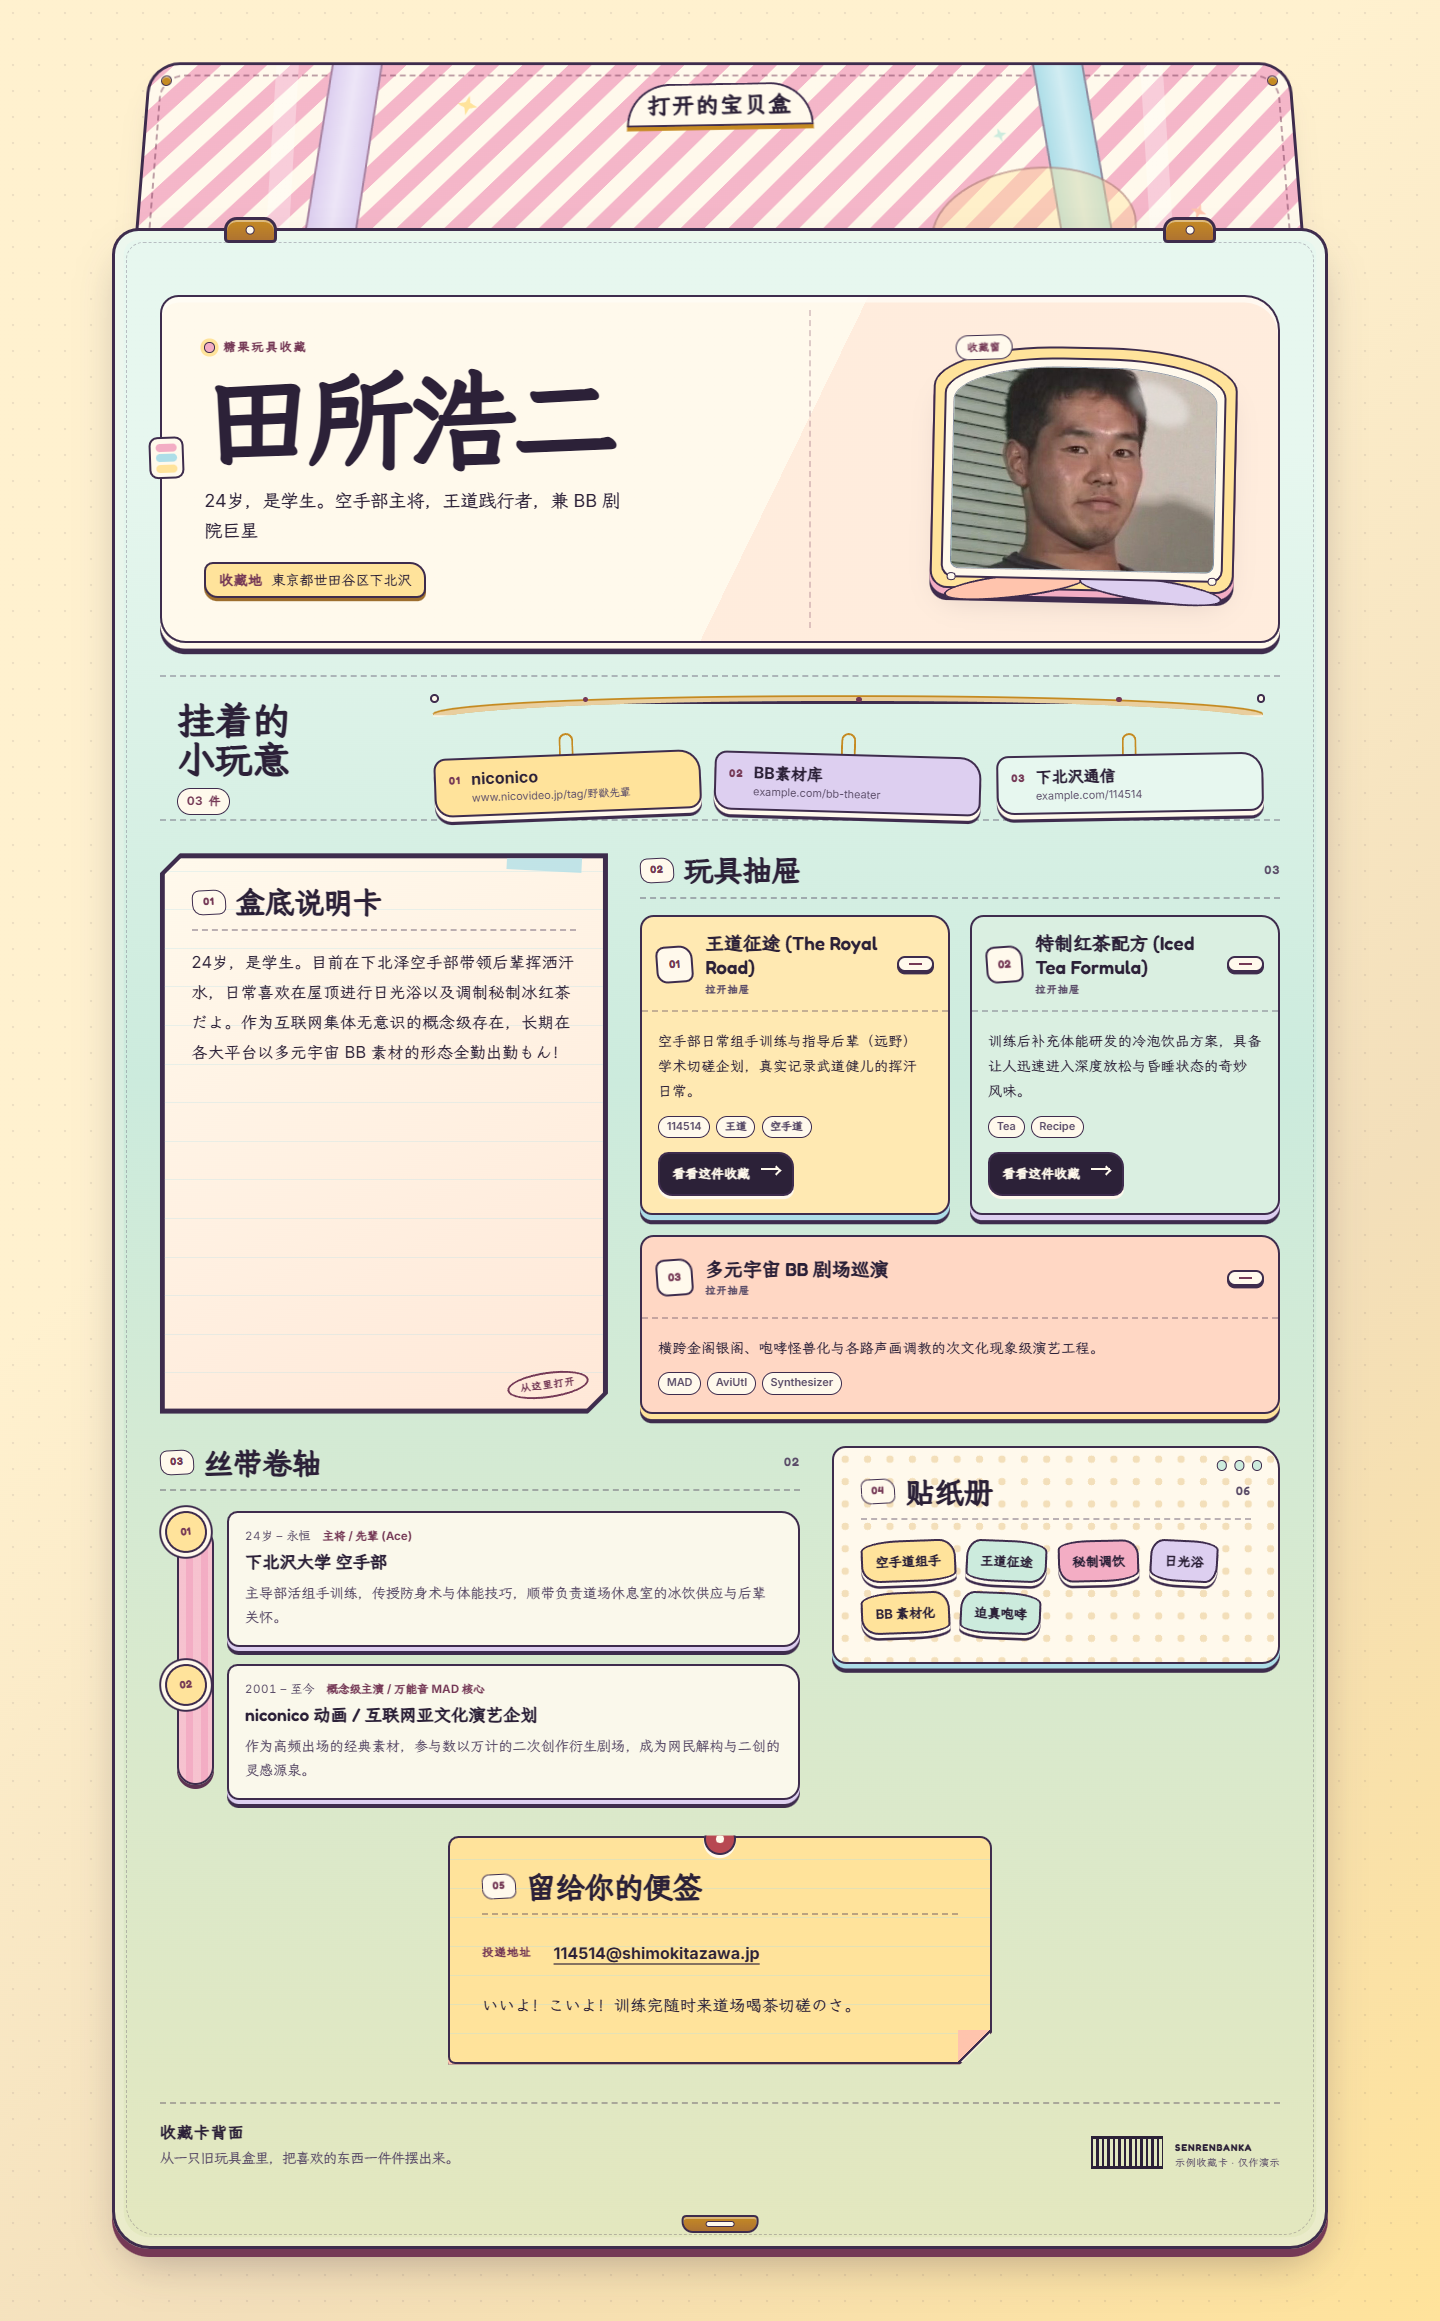 打开的宝贝盒
糖果玩具收藏
收藏窗
田所浩二
24岁，是学生。空手部主将，王道践行者，兼 BB 剧
院巨星
收藏地 東京都世田谷区下北沢
挂着的
小玩意
03 件
01 niconico
www.nicovideo.jp/tag/野獣先輩
02 BB素材库
example.com/bb-theater
03 下北沢通信
example.com/114514
01 盒底说明卡
24岁，是学生。目前在下北泽空手部带领后辈挥洒汗
水，日常喜欢在屋顶进行日光浴以及调制秘制冰红茶
だよ。作为互联网集体无意识的概念级存在，长期在
各大平台以多元宇宙 BB 素材的形态全勤出勤もん！
从这里打开
02 玩具抽屉 03
01 王道征途 (The Royal
Road)
拉开抽屉
空手部日常组手训练与指导后辈（远野）
学术切磋企划，真实记录武道健儿的挥汗
日常。
114514 王道 空手道
看看这件收藏
02 特制红茶配方 (Iced
Tea Formula)
拉开抽屉
训练后补充体能研发的冷泡饮品方案，具备
让人迅速进入深度放松与昏睡状态的奇妙
风味。
Tea Recipe
看看这件收藏
03 多元宇宙 BB 剧场巡演
拉开抽屉
横跨金阁银阁、咆哮怪兽化与各路声画调教的次文化现象级演艺工程。
MAD AviUtl Synthesizer
03 丝带卷轴 02
01
24岁 – 永恒 主将 / 先辈 (Ace)
下北沢大学 空手部
主导部活组手训练，传授防身术与体能技巧，顺带负责道场休息室的冰饮供应与后辈
关怀。
02
2001 – 至今 概念级主演 / 万能音 MAD 核心
niconico 动画 / 互联网亚文化演艺企划
作为高频出场的经典素材，参与数以万计的二次创作衍生剧场，成为网民解构与二创的
灵感源泉。
04 贴纸册 06
空手道组手 王道征途 秘制调饮 日光浴
BB 素材化 迫真咆哮
05 留给你的便签
投递地址 114514@shimokitazawa.jp
いいよ！こいよ！训练完随时来道场喝茶切磋のさ。
收藏卡背面
从一只旧玩具盒里，把喜欢的东西一件件摆出来。
SENRENBANKA
示例收藏卡 · 仅作演示